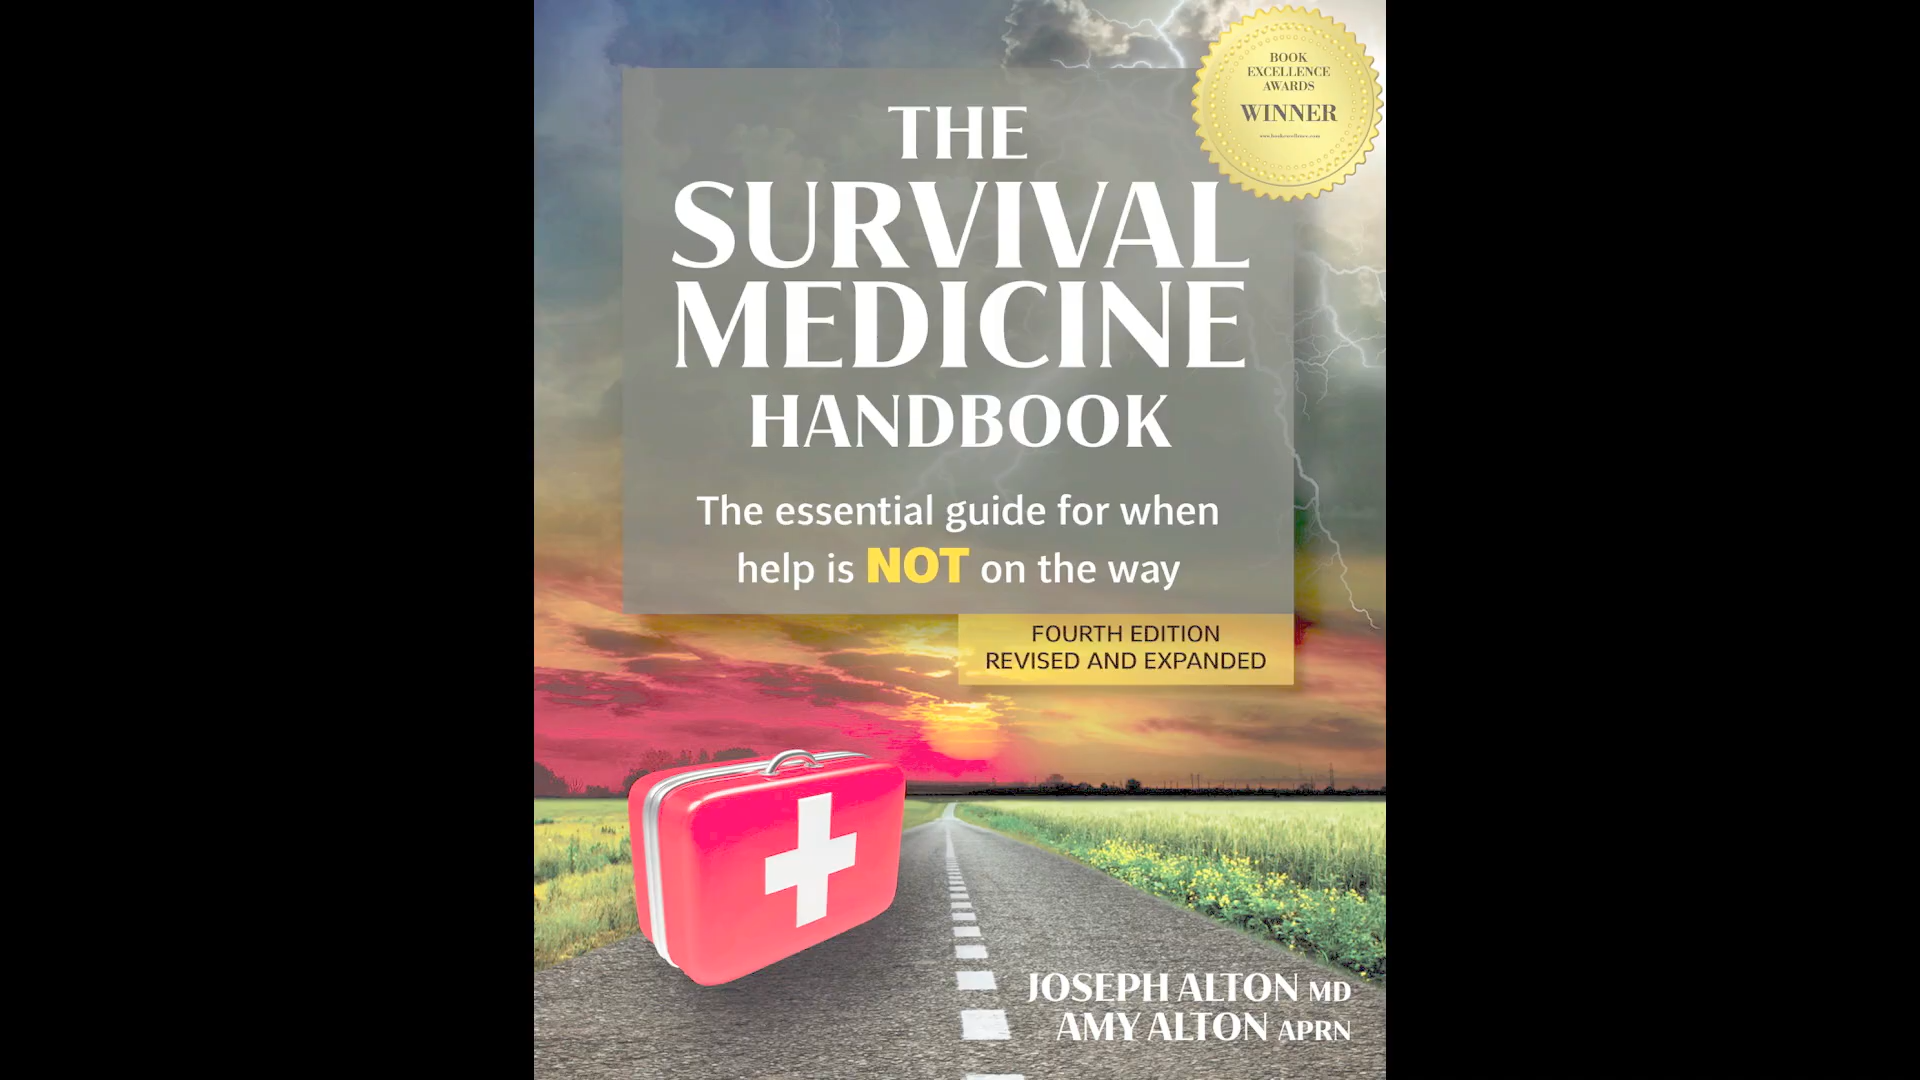 BOOK
EXCELLENCE
AWARDS
WINNER
THE
SURVIVAL
MEDICINE
HANDBOOK
The essential guide for when
help is NOT on the way
FOURTH EDITION
REVISED AND EXPANDED
JOSEPH ALTON MD
AMY ALTON APRN